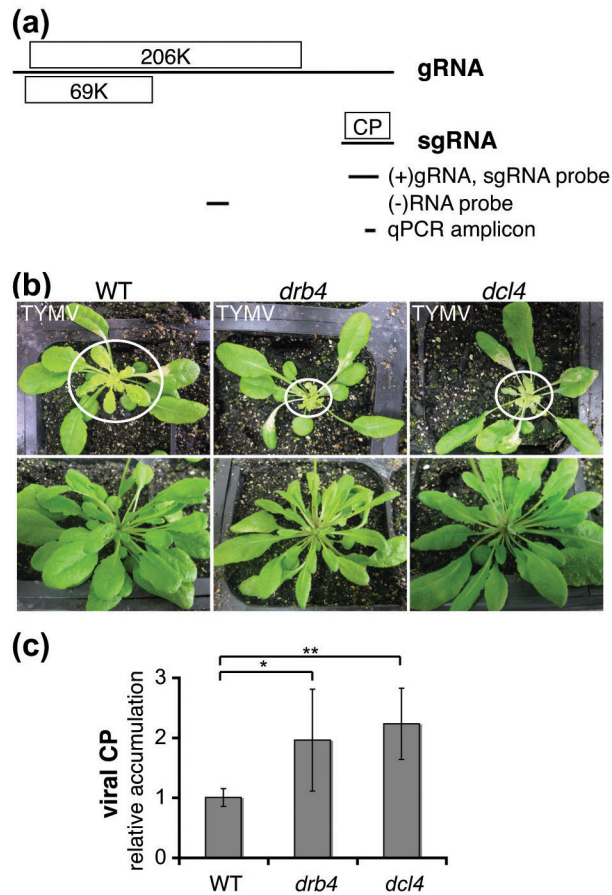 (a)
206K
gRNA
69K
CP
sgRNA
(+)gRNA, sgRNA probe
(-)RNA probe
qPCR amplicon
(b)
WT drb4 dcl4
TYMV TYMV TYMV
(c)
**
*
3
2
1
0
viral CP
relative accumulation
WT drb4 dcl4